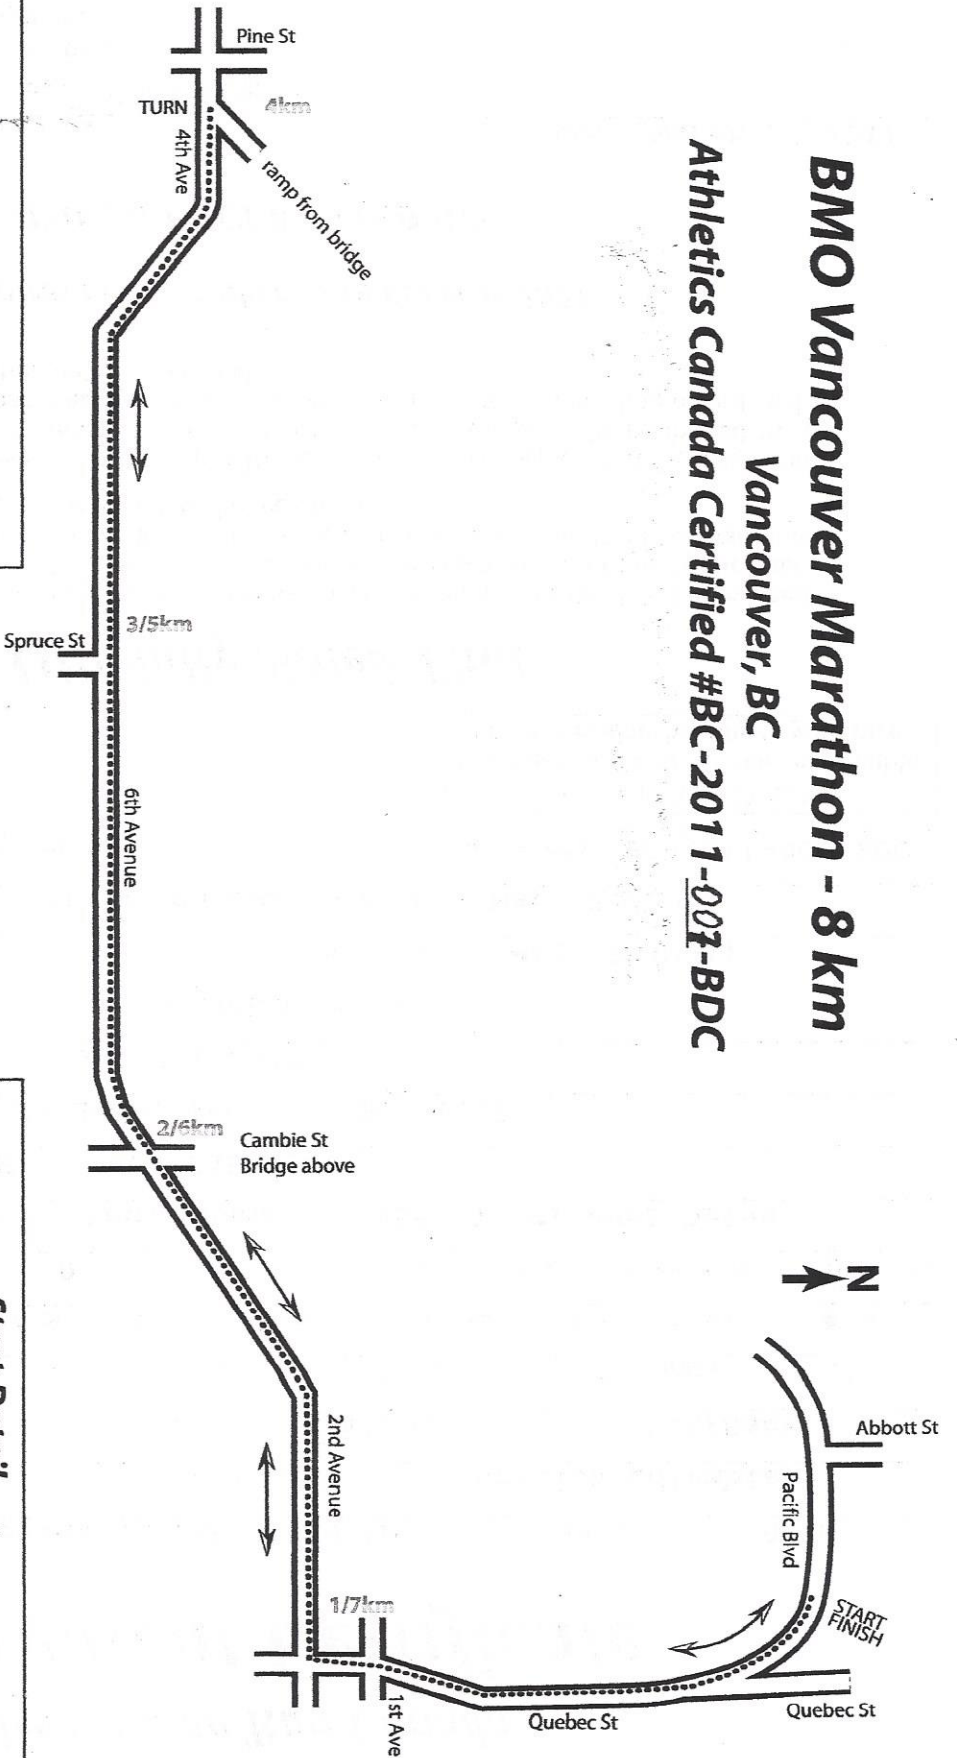 BMO Vancouver Marathon - 8 km
Vancouver, BC
Athletics Canada Certified #BC-2011-007-BDC
Pine St
TURN
4km
4th Ave
ramp from bridge
3/5km
Spruce St
6th Avenue
2/6km
Cambie St
Bridge above
N
Abbott St
Pacific Blvd
START
FINISH
2nd Avenue
1/7km
1st Ave
Quebec St
Quebec St